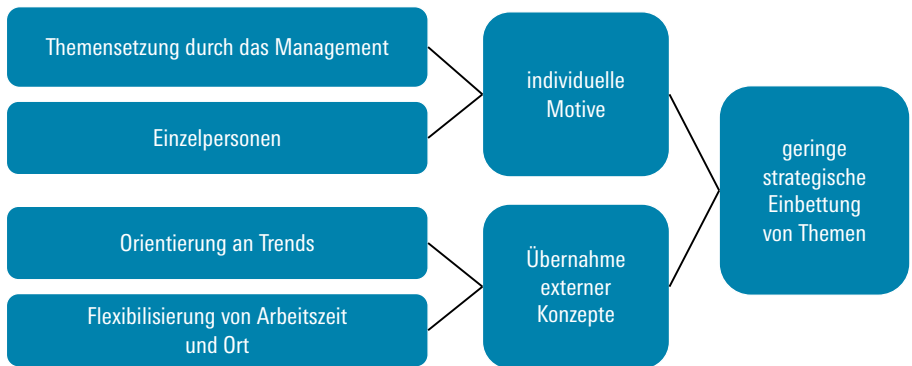 Themensetzung durch das Management
Einzelpersonen
individuelle
Motive
Orientierung an Trends
Flexibilisierung von Arbeitszeit
und Ort
Übernahme
externer
Konzepte
geringe
strategische
Einbettung
von Themen